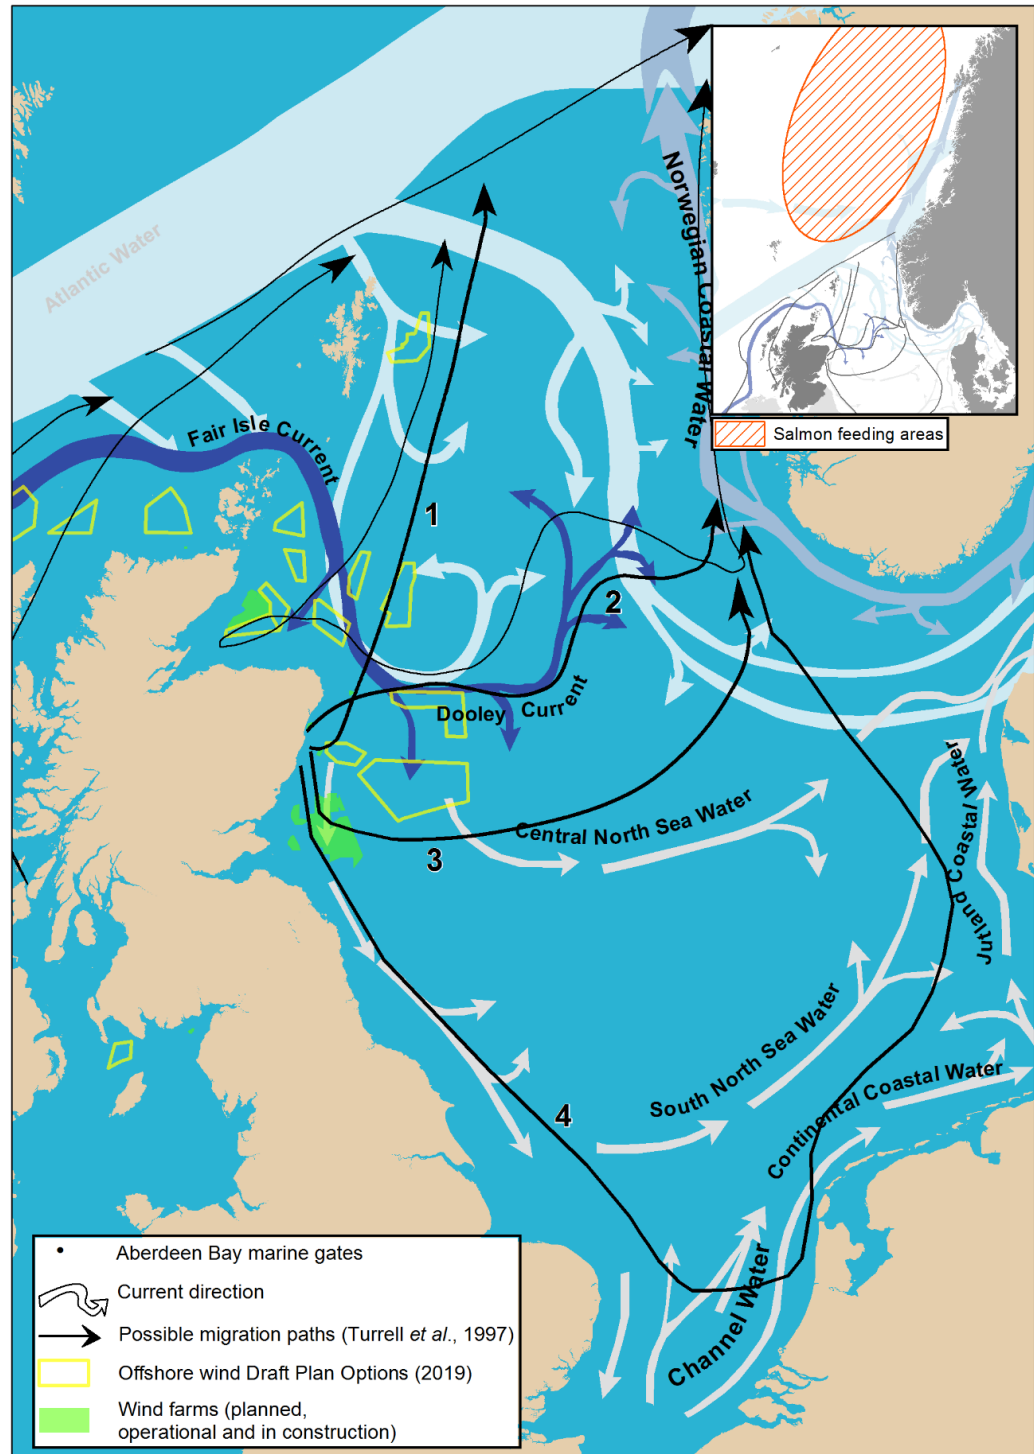 Atlantic Water
Norwegian Coastal Water
Salmon feeding areas
Fair Isle Current
1
2
Dooley Current
Central North Sea Water
3
Jutland Coastal Water
South North Sea Water
Continental Coastal Water
4
Channel Water
Aberdeen Bay marine gates
Current direction
Possible migration paths (Turrell et al., 1997)
Offshore wind Draft Plan Options (2019)
Wind farms (planned,
operational and in construction)